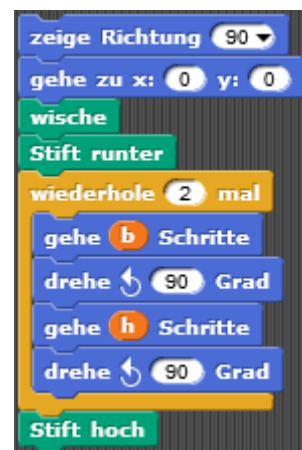 zeige Richtung 90
gehe zu x: 0 y: 0
wische
Stift runter
wiederhole 2 mal
gehe b Schritte
drehe 90 Grad
gehe h Schritte
drehe 90 Grad
Stift hoch